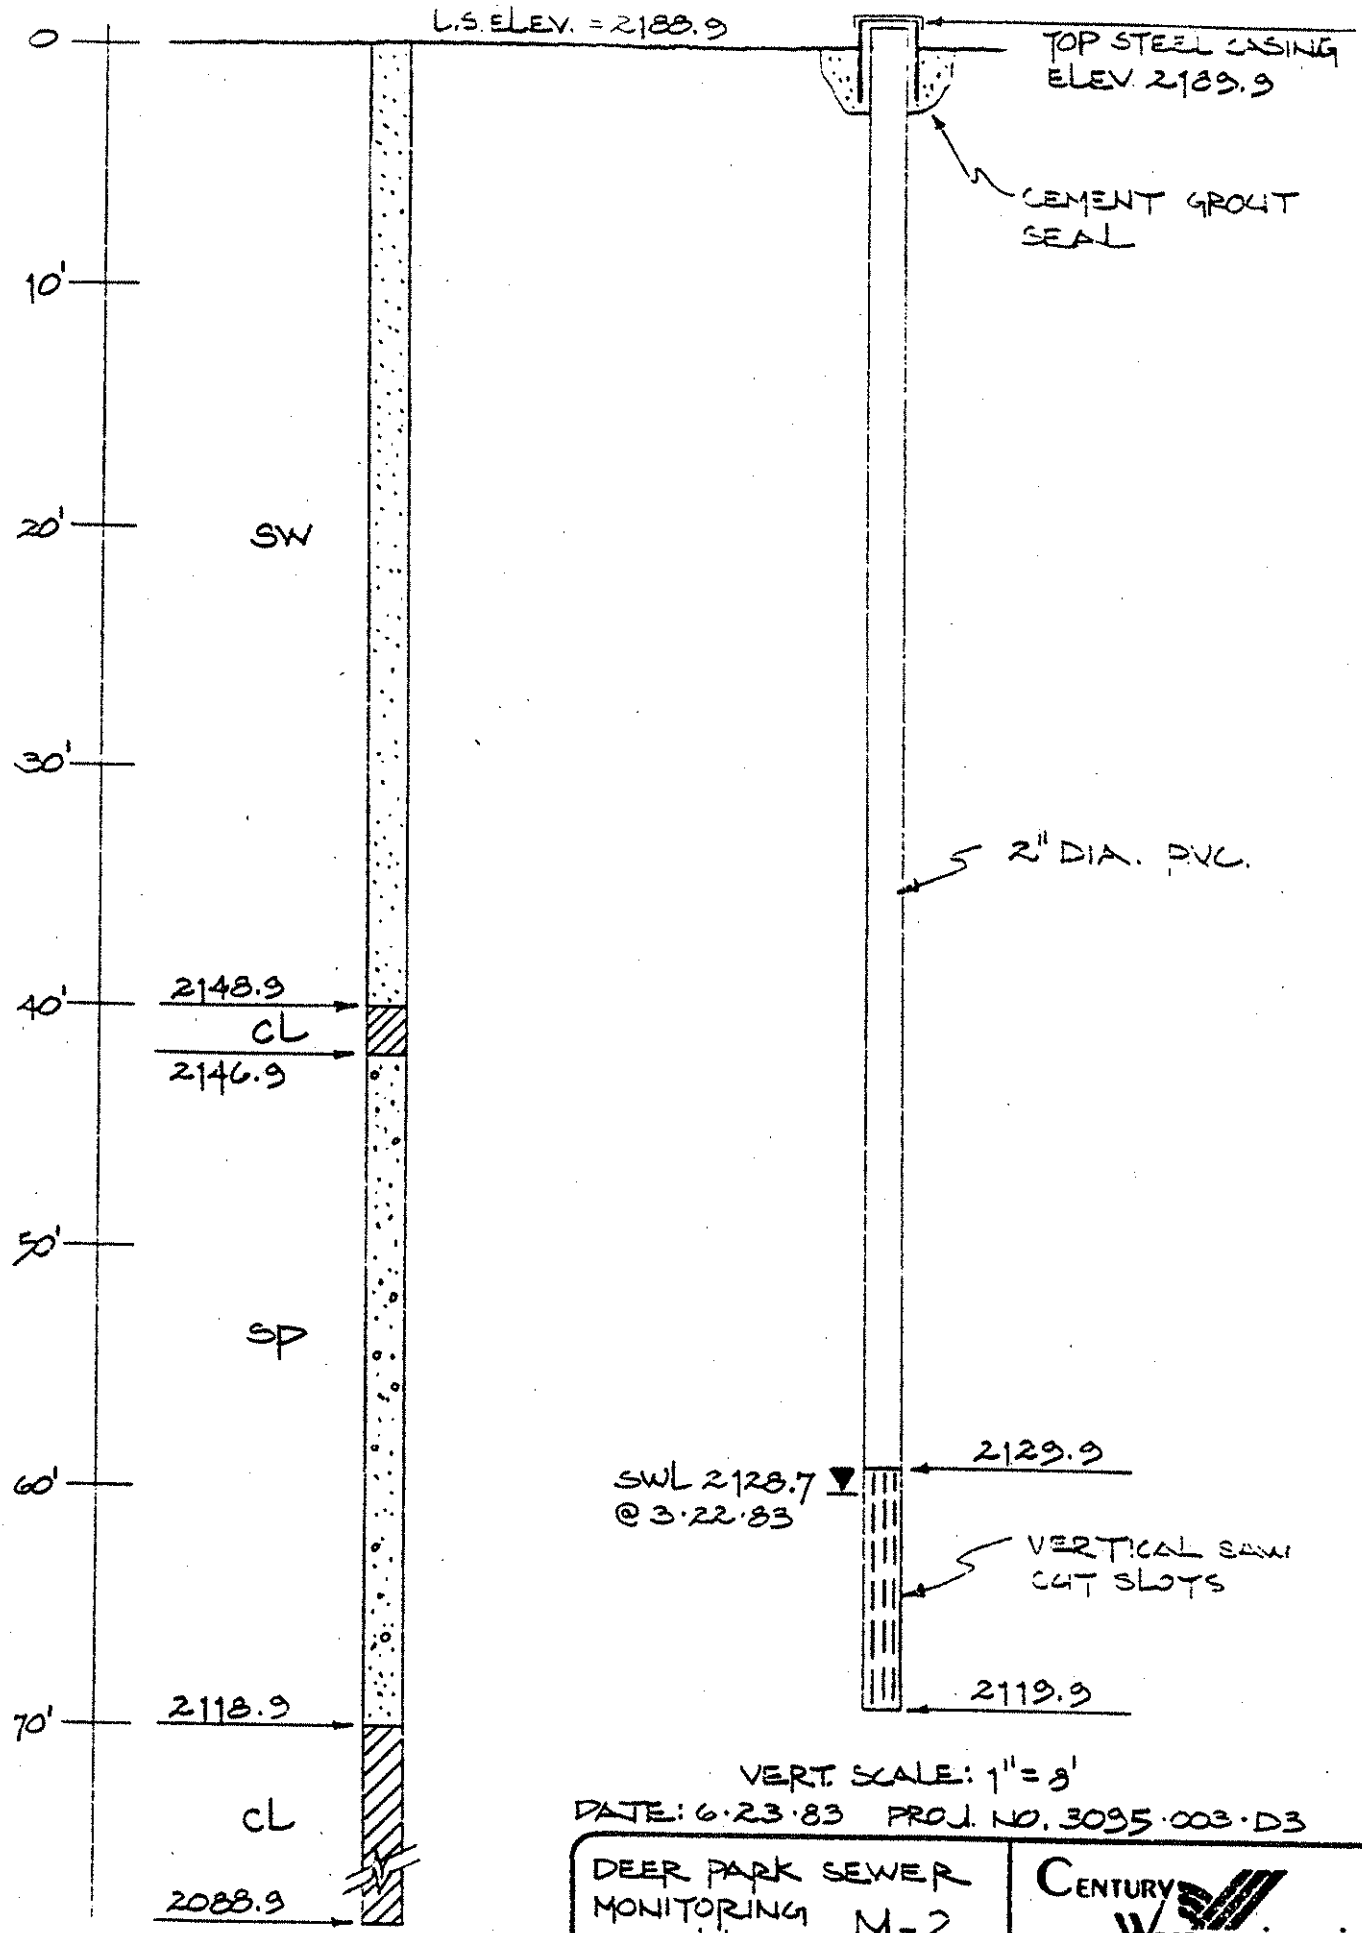 L.S. ELEV. = 2188.9
0
TOP STEEL CASING
ELEV. 2189.9
CEMENT GROUT
SEAL
10'
20'
SW
30'
2" DIA. PVC.
2148.9
40'
CL
2146.9
50'
SP
2129.9
60'
SWL 2128.7
@ 3·22·83
VERTICAL SAW
CUT SLOTS
2118.9
2119.9
70'
VERT. SCALE: 1" = 8'
DATE: 6·23·83 PROJ. NO. 3095·003·D3
CL
DEER PARK SEWER
MONITORING M-2
CENTURY
2088.9